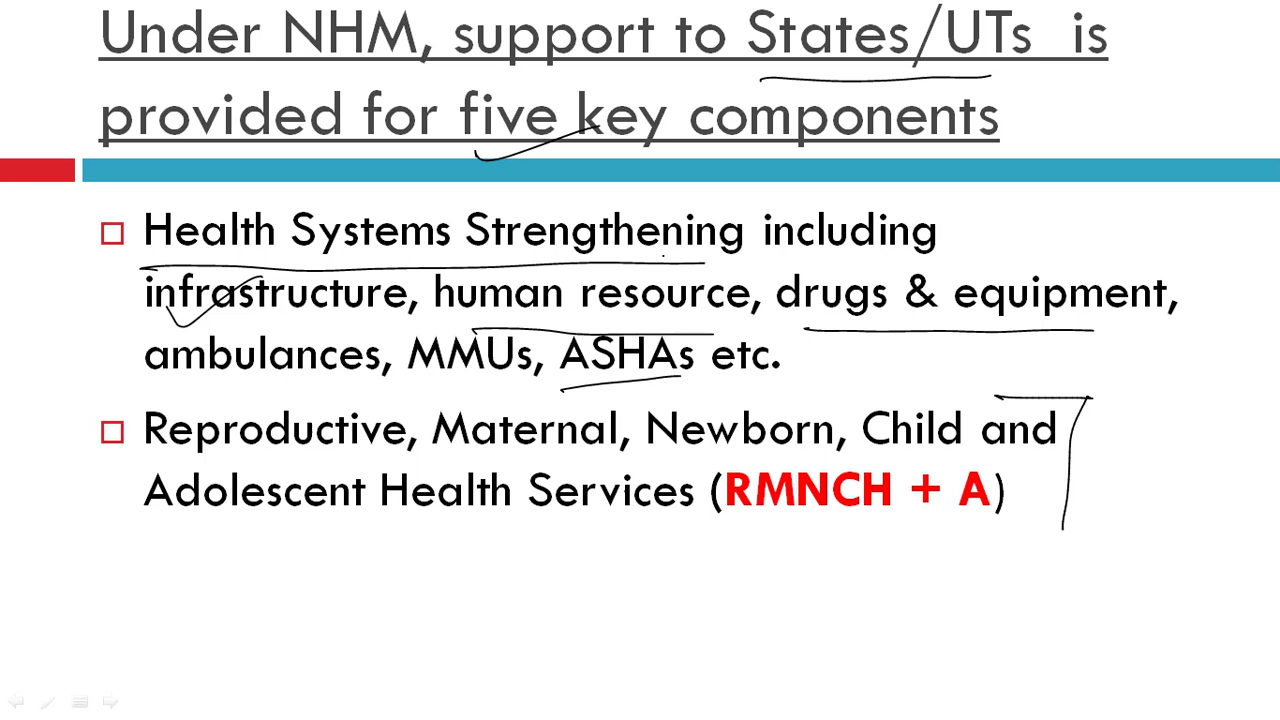 Under NHM, support to States/UTs is
provided for five key components
Health Systems Strengthening including
infrastructure, human resource, drugs & equipment,
ambulances, MMUs, ASHAs etc.
Reproductive, Maternal, Newborn, Child and
Adolescent Health Services (RMNCH + A)